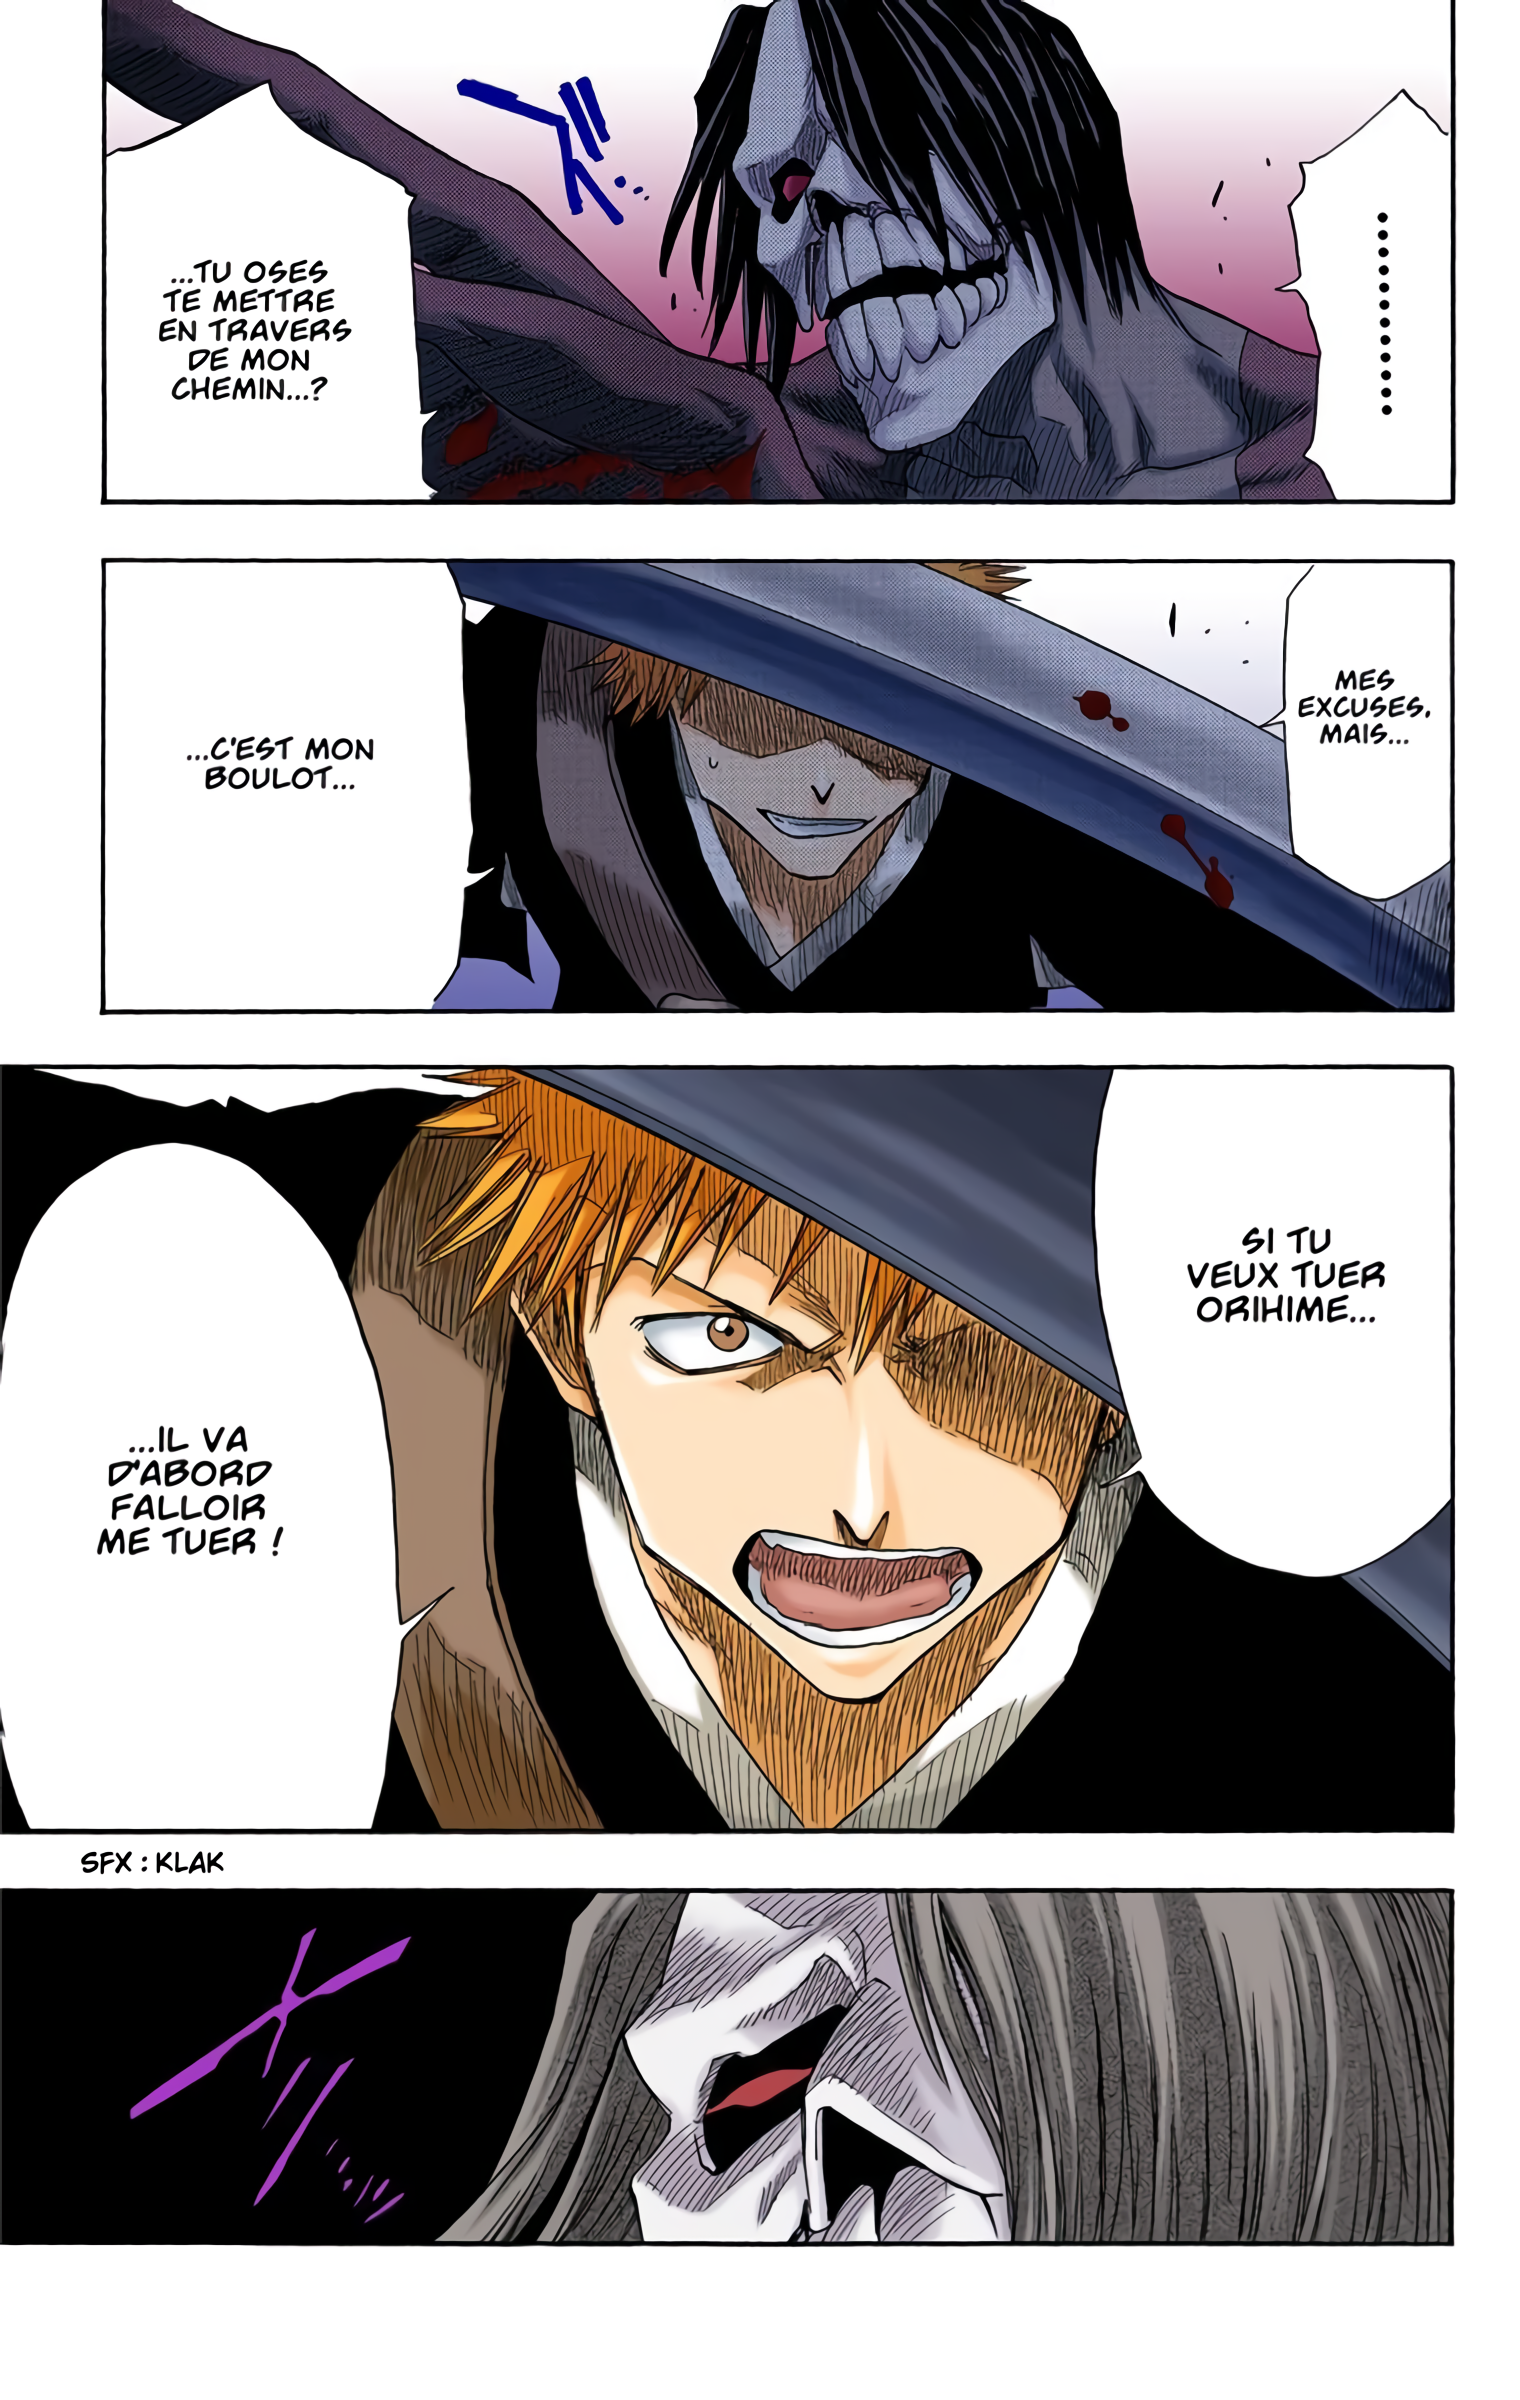 ..........
...TU OSES
TE METTRE
EN TRAVERS
DE MON
CHEMIN...?
MES
EXCUSES,
MAIS...
...C'EST MON
BOULOT...
SI TU
VEUX TUER
ORIHIME...
...IL VA
D'ABORD
FALLOIR
ME TUER !
SFX : KLAK